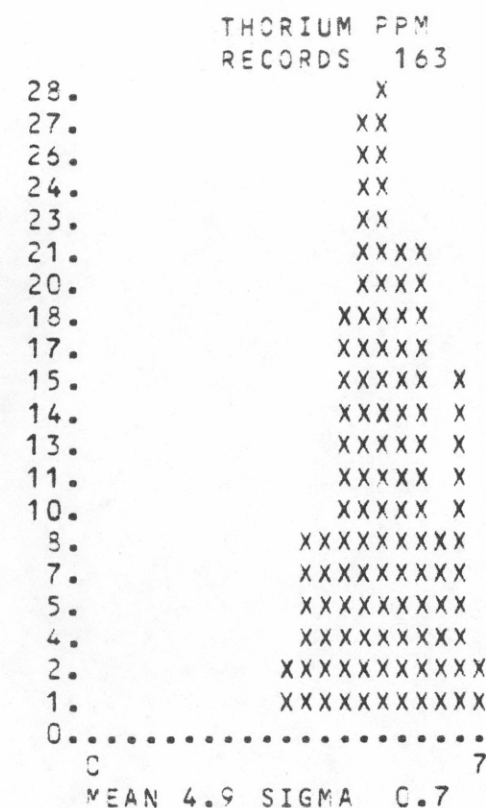 THORIUM PPM
RECORDS 163
28. X
27. XX
26. XX
24. XX
23. XX
21. XXXX
20. XXXX
18. XXXXX
17. XXXXX
15. XXXXX X
14. XXXXX X
13. XXXXX X
11. XXXXX X
10. XXXXX X
8. XXXXXXXXX
7. XXXXXXXXX
5. XXXXXXXXX
4. XXXXXXXXX
2. XXXXXXXXXXX
1. XXXXXXXXXXX
0......................
0 7
MEAN 4.9 SIGMA 0.7